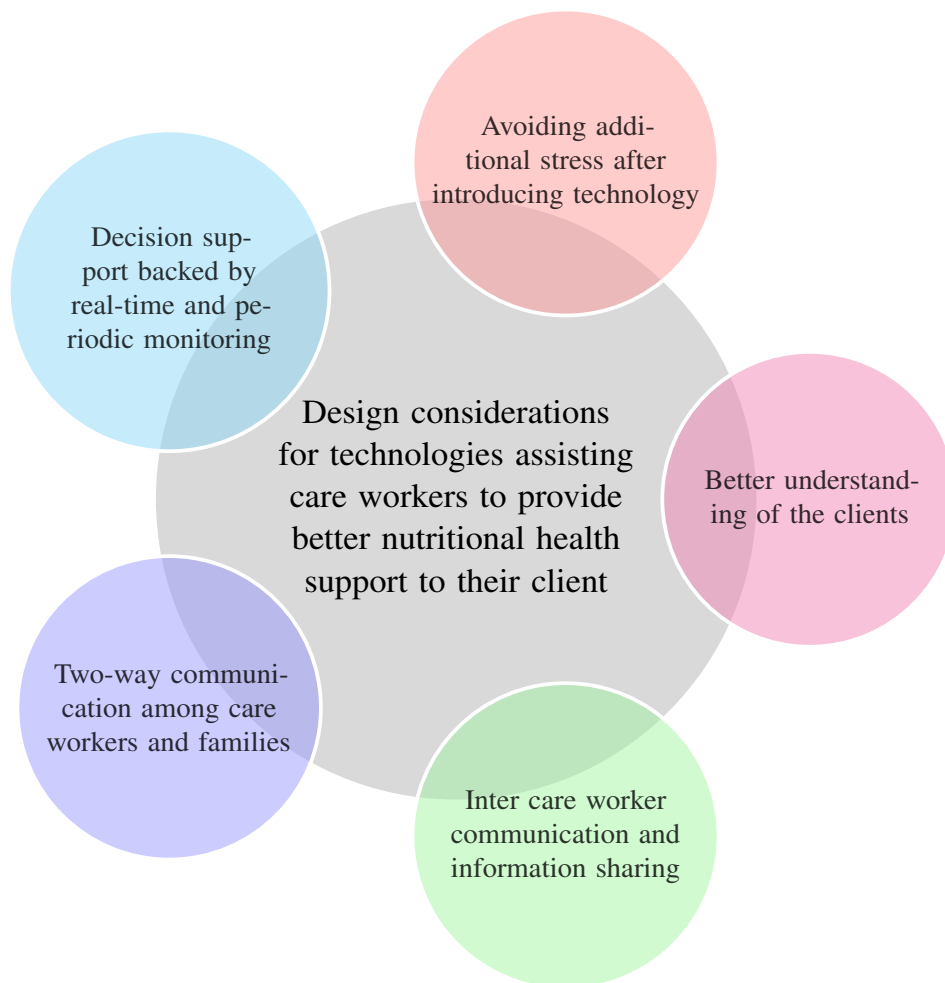 Avoiding addi-
tional stress after
introducing technology
Decision sup-
port backed by
real-time and pe-
riodic monitoring
Design considerations
for technologies assisting
care workers to provide
better nutritional health
support to their client
Better understand-
ing of the clients
Two-way communi-
cation among care
workers and families
Inter care worker
communication and
information sharing